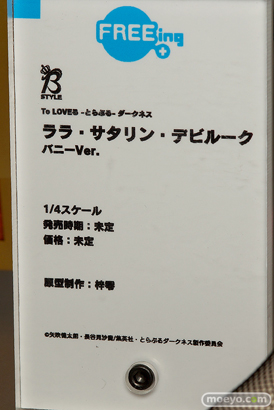 FREEing
B
STYLE
To LOVEる -とらぶる- ダークネス
ララ・サタリン・デビルーク
バニーVer.
1/4スケール
発売時期：未定
価格：未定
原型制作：梓零
©矢吹健太朗・長谷見沙貴/集英社・とらぶるダークネス製作委員会
moeyo.com